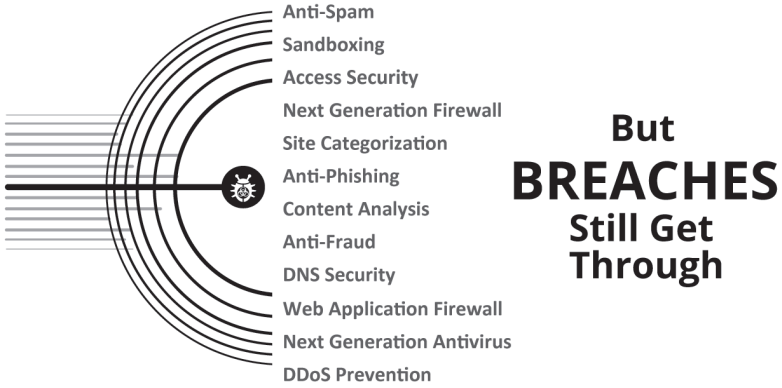 Anti-Spam
Sandboxing
Access Security
Next Generation Firewall
Site Categorization
Anti-Phishing
Content Analysis
Anti-Fraud
DNS Security
Web Application Firewall
Next Generation Antivirus
DDoS Prevention
But
BREACHES
Still Get
Through